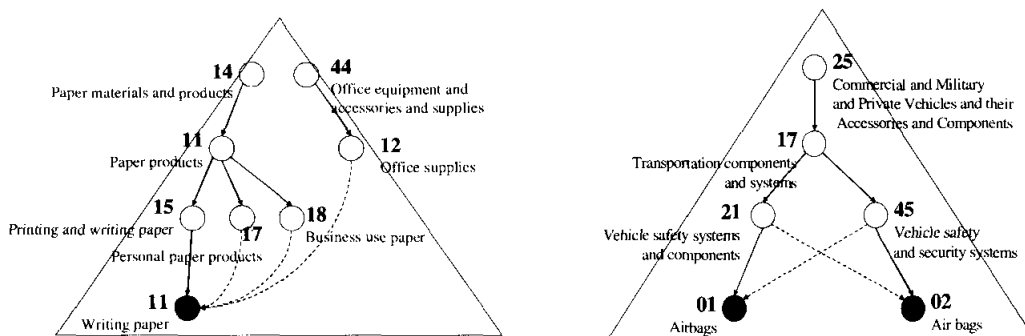 14
Paper materials and products
44
Office equipment and
accessories and supplies
11
Paper products
12
Office supplies
15
Printing and writing paper
17
Personal paper products
18
Business use paper
11
Writing paper
25
Commercial and Military
and Private Vehicles and their
Accessories and Components
17
Transportation components
and systems
21
Vehicle safety systems
and components
45
Vehicle safety
and security systems
01
Airbags
02
Air bags